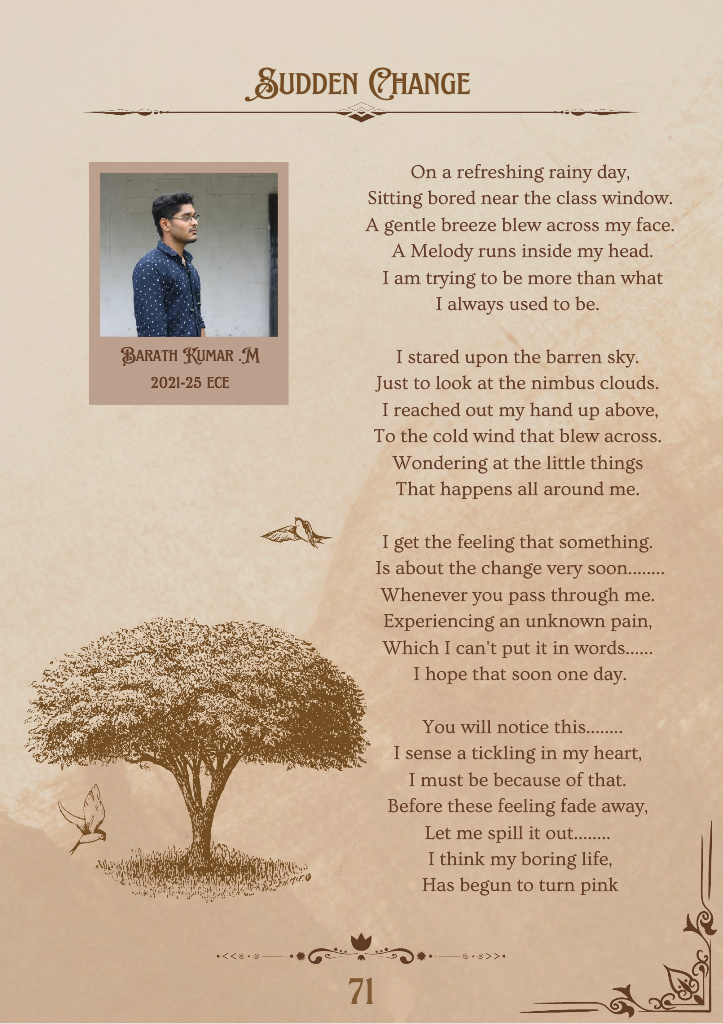 SUDDEN CHANGE
BARATH KUMAR .M
2021-25 ECE
On a refreshing rainy day,
Sitting bored near the class window.
A gentle breeze blew across my face.
A Melody runs inside my head.
I am trying to be more than what
I always used to be.
I stared upon the barren sky.
Just to look at the nimbus clouds.
I reached out my hand up above,
To the cold wind that blew across.
Wondering at the little things
That happens all around me.
I get the feeling that something.
Is about the change very soon........
Whenever you pass through me.
Experiencing an unknown pain,
Which I can't put it in words......
I hope that soon one day.
You will notice this........
I sense a tickling in my heart,
I must be because of that.
Before these feeling fade away,
Let me spill it out........
I think my boring life,
Has begun to turn pink
71